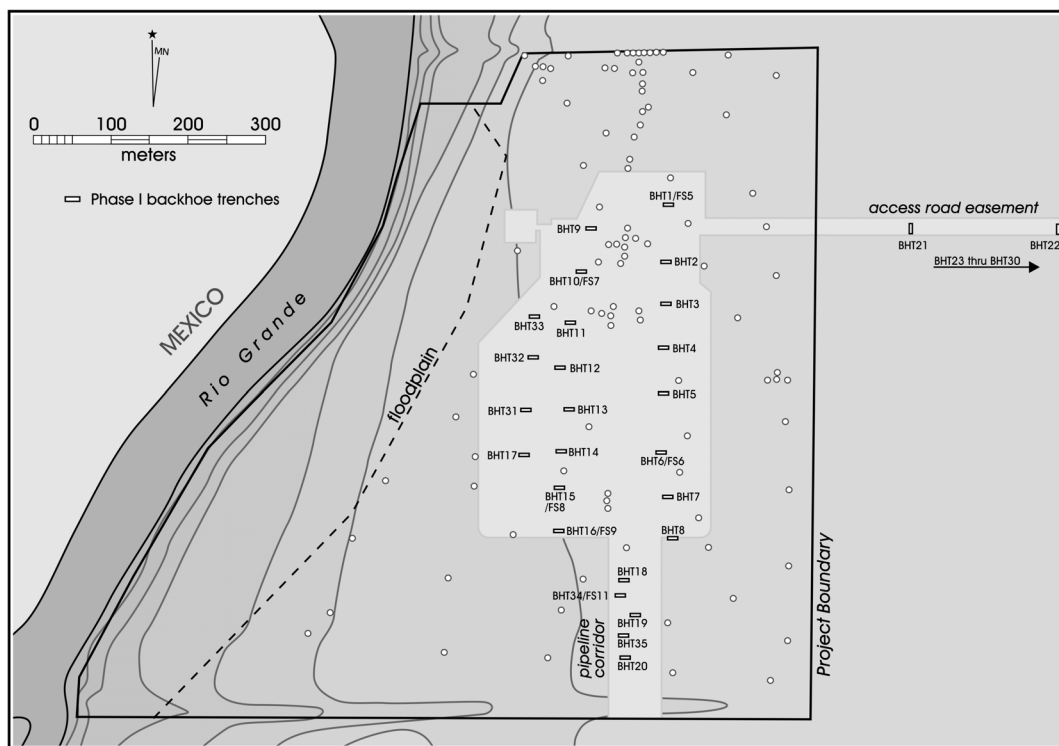 MN
0 100 200 300
meters
Phase I backhoe trenches
MEXICO
Rio Grande
floodplain
BHT1/FS5
access road easement
BHT9
BHT21
BHT22
BHT2
BHT23 thru BHT30
BHT10/FS7
BHT3
BHT33
BHT11
BHT4
BHT32
BHT12
BHT5
BHT31
BHT13
BHT17
BHT14
BHT6/FS6
BHT15
/FS8
BHT7
BHT16/FS9
BHT8
BHT18
BHT34/FS11
BHT19
BHT35
BHT20
pipeline
corridor
Project Boundary